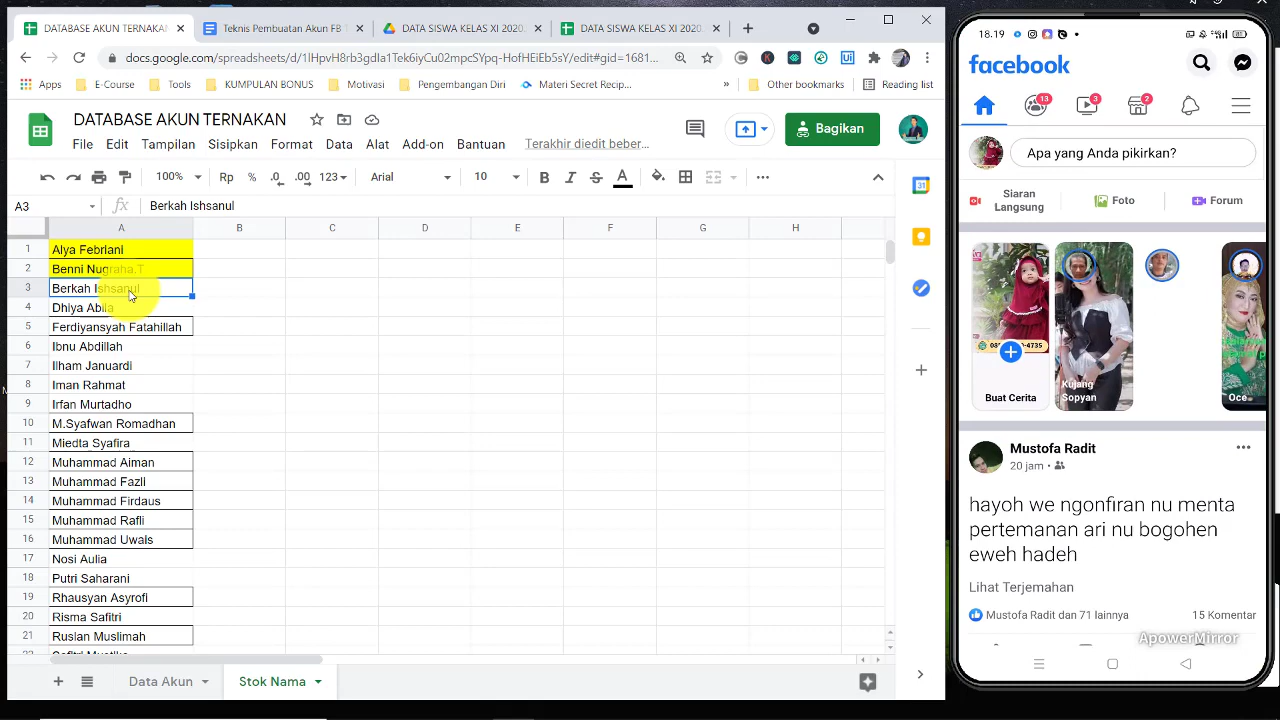 DATABASE AKUN TERNAKAN
Teknis Pembuatan Akun FB T
DATA SISWA KELAS XI 2020
DATA SISWA KELAS XI 2020
docs.google.com/spreadsheets/d/1lHpvH8rb3gdIa1Tek6iyCu02mpcSYpq-HofHEiEb5sY/edit#gid=1681...
Apps
E-Course
Tools
KUMPULAN BONUS
Motivasi
Pengembangan Diri
Materi Secret Recip...
»
Other bookmarks
Reading list
DATABASE AKUN TERNAKAN
File Edit Tampilan Sisipkan Format Data Alat Add-on Bantuan
Terakhir diedit beber...
Bagikan
100% Rp % .0 .00 123 Arial 10 B I S A
A3 fx Berkah Ishsanul
A B C D E F G H
1 Alya Febriani
2 Benni Nugraha.T
3 Berkah Ishsanul
4 Dhiya Abila
5 Ferdiyansyah Fatahillah
6 Ibnu Abdillah
7 Ilham Januardi
8 Iman Rahmat
9 Irfan Murtadho
10 M.Syafwan Romadhan
11 Miedta Syafira
12 Muhammad Aiman
13 Muhammad Fazli
14 Muhammad Firdaus
15 Muhammad Rafli
16 Muhammad Uwais
17 Nosi Aulia
18 Putri Saharani
19 Rhausyan Asyrofi
20 Risma Safitri
21 Ruslan Muslimah
Data Akun
Stok Nama
31
18.19
facebook
13
3
2
Apa yang Anda pikirkan?
Siaran
Langsung
Foto
Forum
Buat Cerita
Kujang
Sopyan
Oce
Mustofa Radit
20 jam
hayoh we ngonfiran nu menta
pertemanan ari nu bogohen
eweh hadeh
Lihat Terjemahan
Mustofa Radit dan 71 lainnya
15 Komentar
ApowerMirror